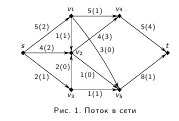 v₁ 5(1) v₄
5(2) 5(4)
1(1) 4(3)
3(0)
s 4(2) v₂ t
2(0)
2(1) 1(0) 8(1)
v₃ 1(1) v₅
Рис. 1. Поток в сети